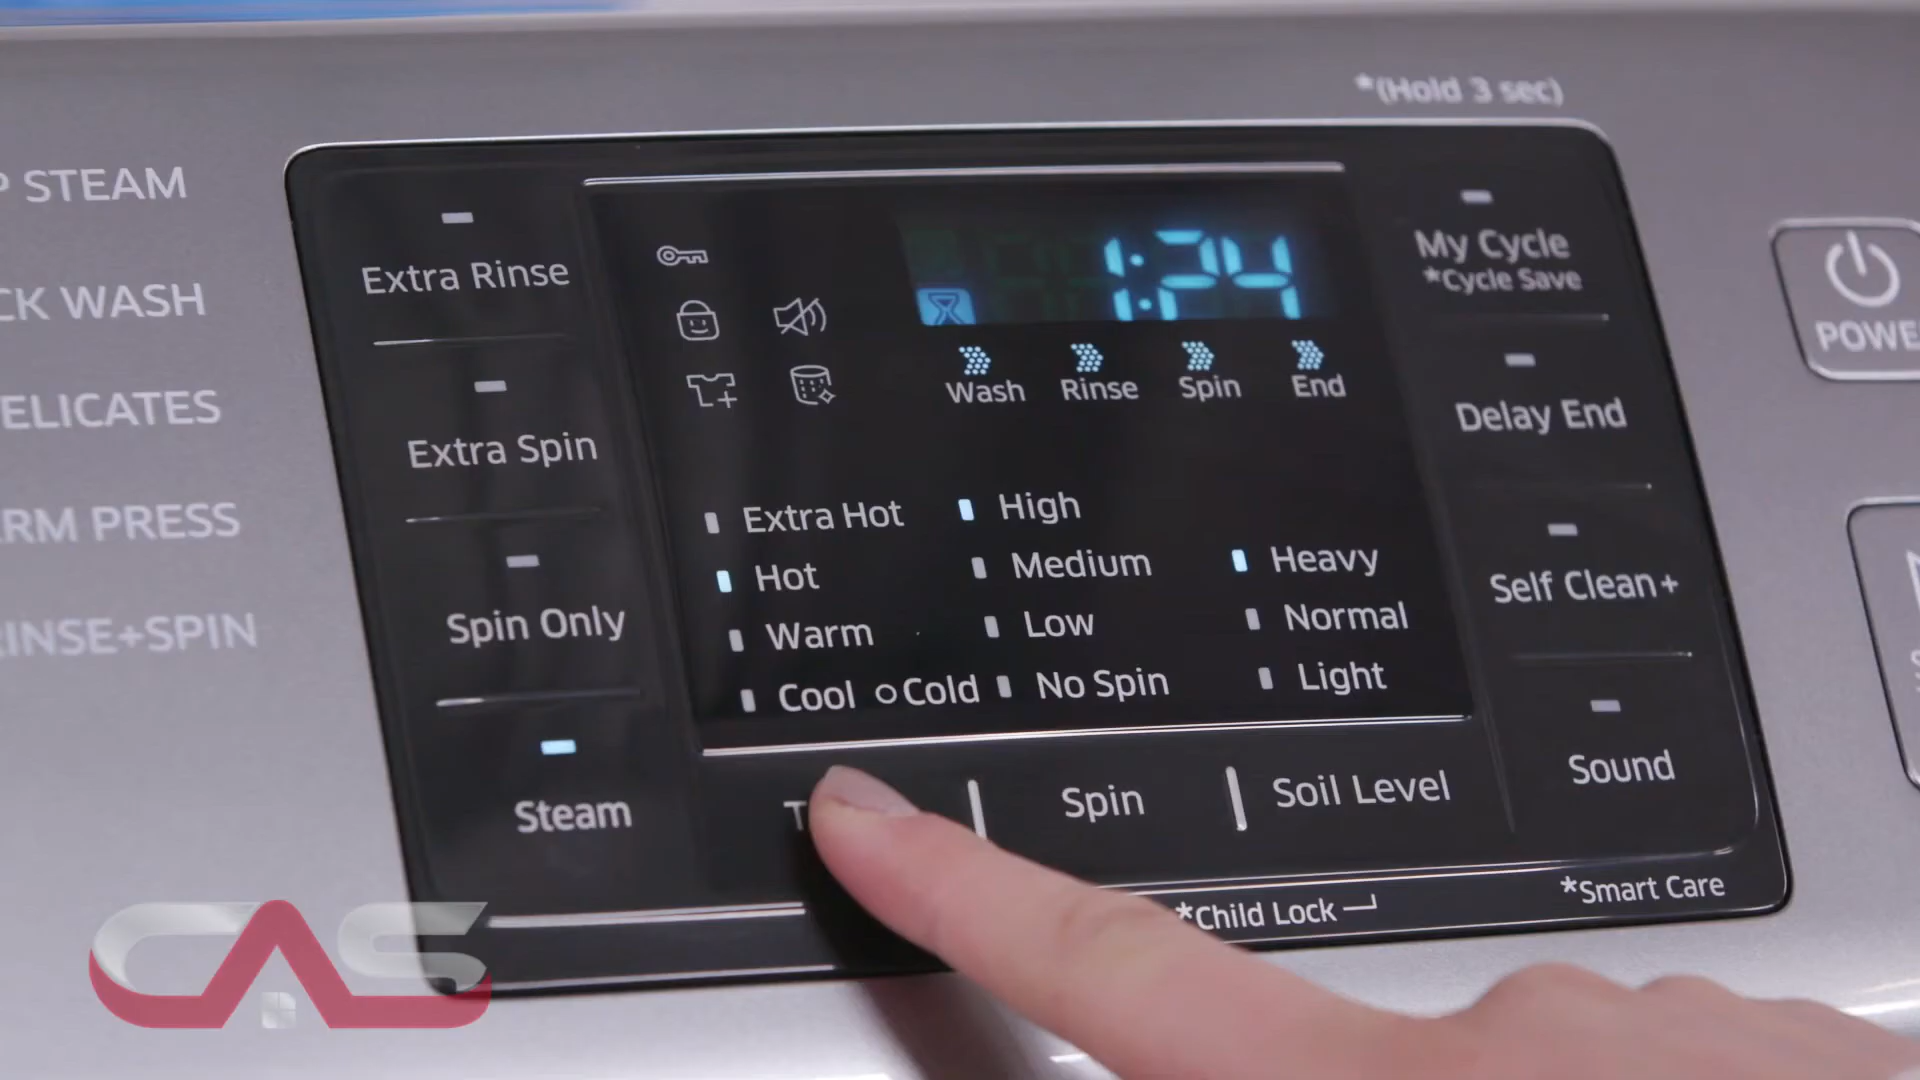 *(Hold 3 sec)
P STEAM
CK WASH
ELICATES
RM PRESS
RINSE+SPIN
Extra Rinse
Extra Spin
Spin Only
Steam
1:24
Wash Rinse Spin End
Extra Hot
Hot
Warm
Cool Cold
High
Medium
Low
No Spin
Heavy
Normal
Light
T
Spin
Soil Level
My Cycle
*Cycle Save
Delay End
Self Clean+
Sound
*Child Lock
*Smart Care
POWE
CAS